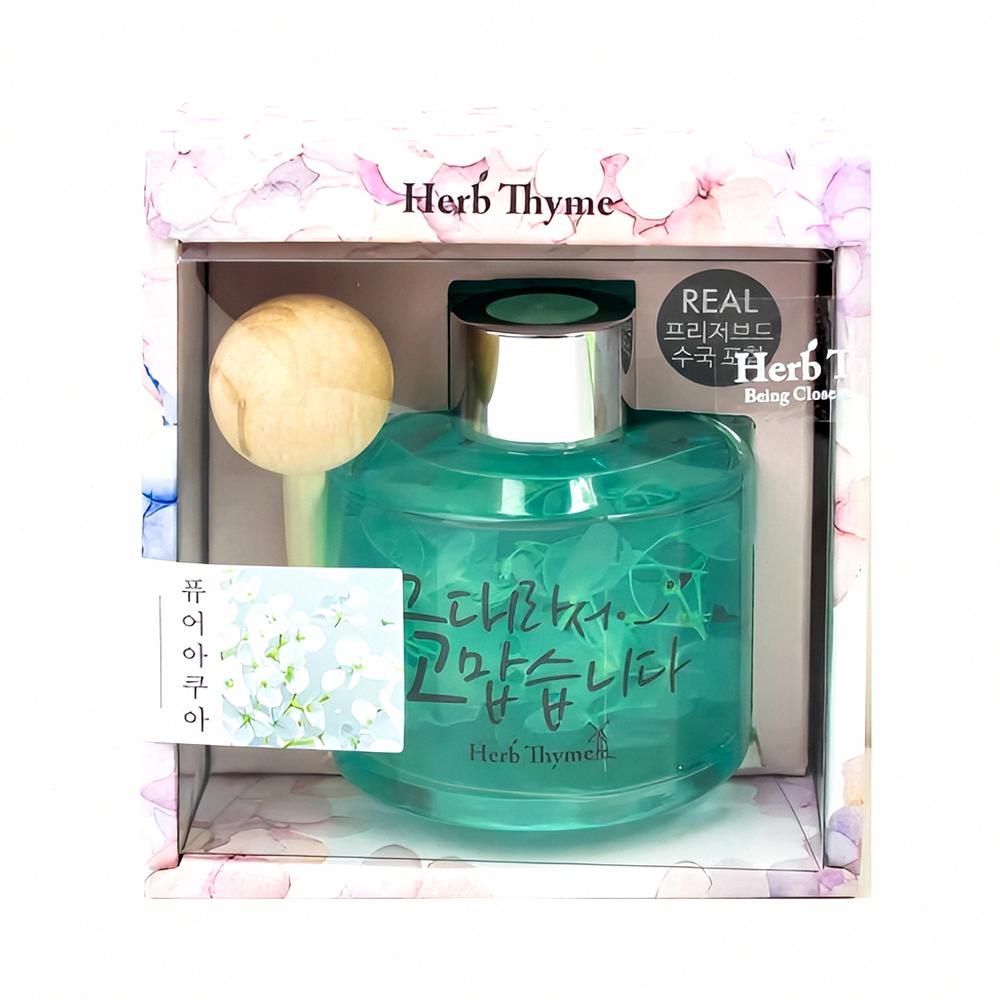 Herb Thyme
REAL
프리저브드
수국 포함
Herb
Being Close
퓨어아쿠아
그대라서
고맙습니다
Herb Thyme